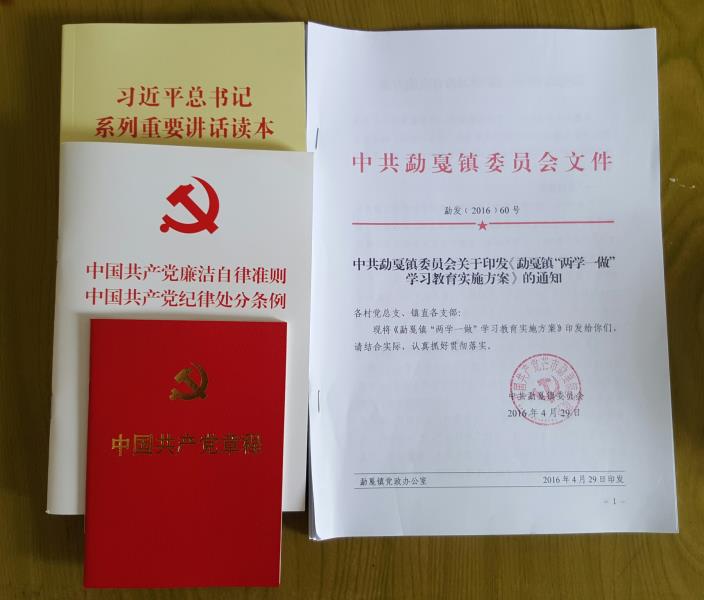 习近平总书记
系列重要讲话读本
中国共产党廉洁自律准则
中国共产党纪律处分条例
中国共产党章程
中共勐戛镇委员会文件
勐发〔2016〕60号
中共勐戛镇委员会关于印发《勐戛镇“两学一做”
学习教育实施方案》的通知
各村党总支、镇直各支部：
现将《勐戛镇“两学一做”学习教育实施方案》印发给你们，
请结合实际，认真抓好贯彻落实。
中共勐戛镇委员会
2016年4月29日
勐戛镇党政办公室 2016年4月29日印发
－1－